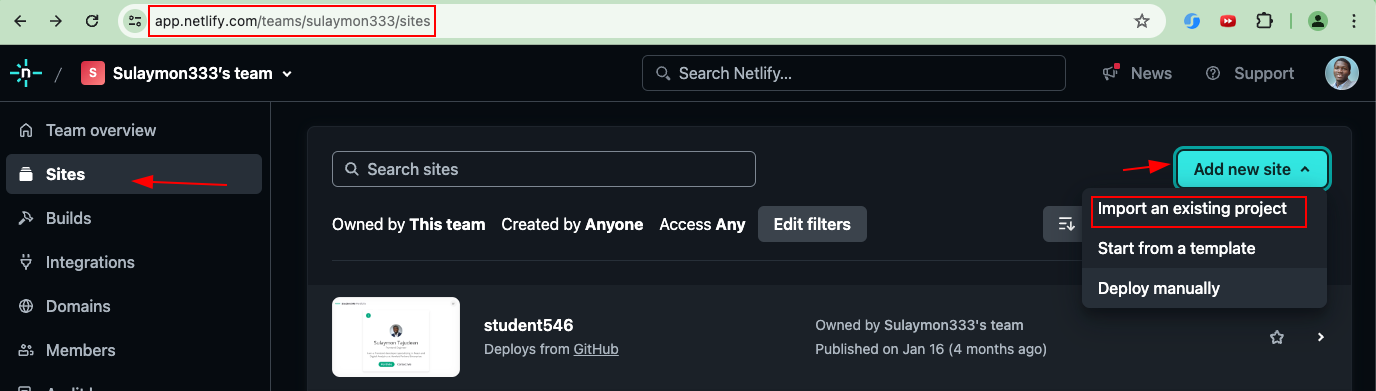 app.netlify.com/teams/sulaymon333/sites
n / S Sulaymon333's team
Search Netlify...
News
Support
Team overview
Sites
Builds
Integrations
Domains
Members
Search sites
Add new site
Import an existing project
Start from a template
Deploy manually
Owned by This team Created by Anyone Access Any Edit filters
student546
Deploys from GitHub
Owned by Sulaymon333's team
Published on Jan 16 (4 months ago)
Sulaymon Tajudeen